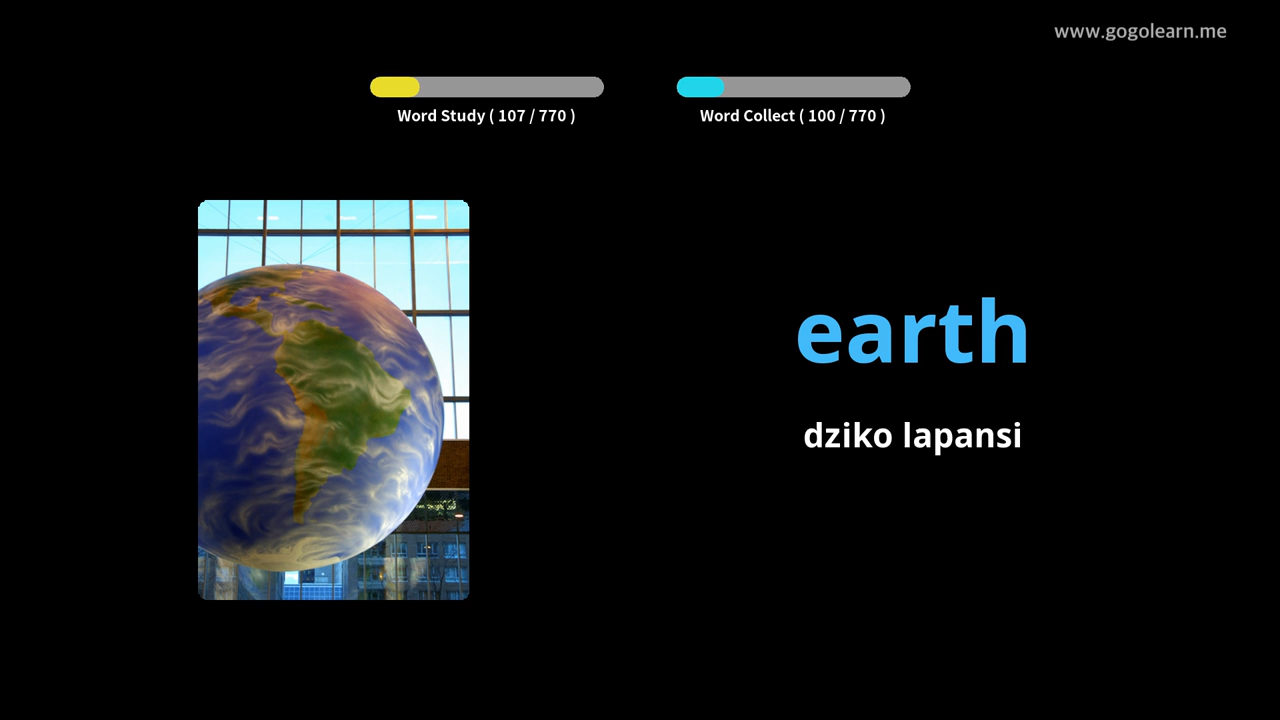 www.gogolearn.me
Word Study ( 107 / 770 )
Word Collect ( 100 / 770 )
earth
dziko lapansi